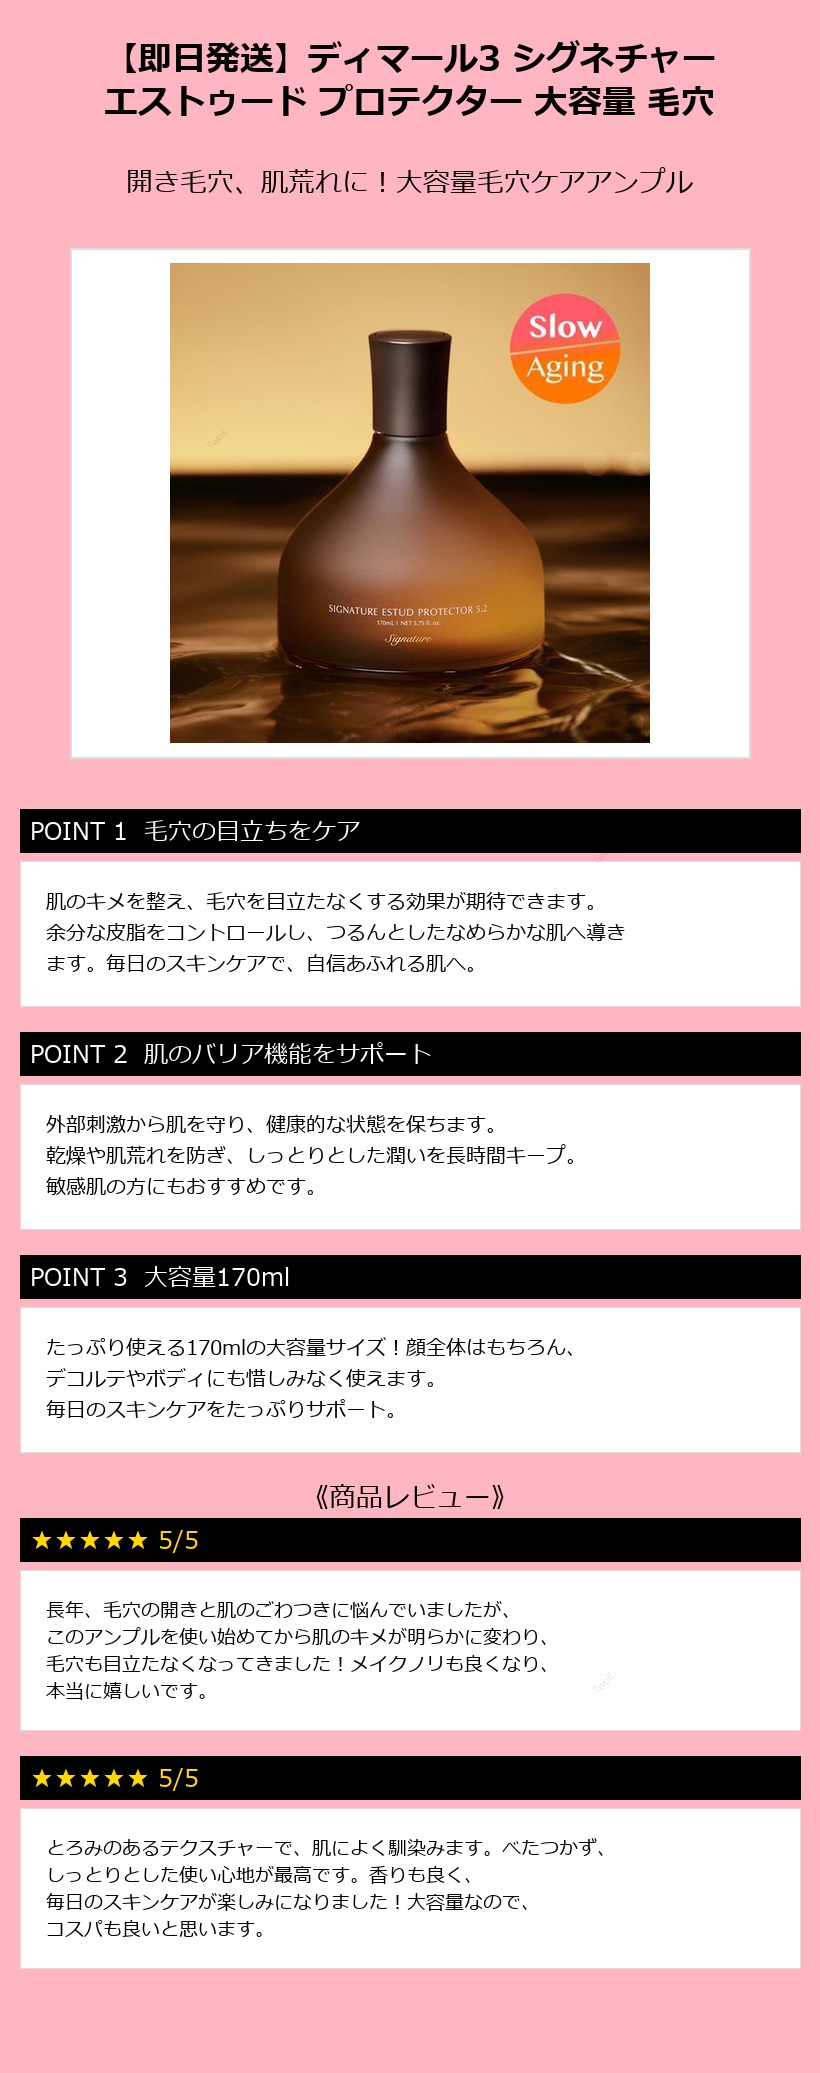 【即日発送】ディマール3 シグネチャー
エストゥード プロテクター 大容量 毛穴
開き毛穴、肌荒れに！大容量毛穴ケアアンプル
Slow
Aging
SIGNATURE ESTUD PROTECTOR 5.2
170mL | NET 5.75 fl. oz.
Signature
POINT 1 毛穴の目立ちをケア
肌のキメを整え、毛穴を目立たなくする効果が期待できます。
余分な皮脂をコントロールし、つるんとしたなめらかな肌へ導き
ます。毎日のスキンケアで、自信あふれる肌へ。
POINT 2 肌のバリア機能をサポート
外部刺激から肌を守り、健康的な状態を保ちます。
乾燥や肌荒れを防ぎ、しっとりとした潤いを長時間キープ。
敏感肌の方にもおすすめです。
POINT 3 大容量170ml
たっぷり使える170mlの大容量サイズ！顔全体はもちろん、
デコルテやボディにも惜しみなく使えます。
毎日のスキンケアをたっぷりサポート。
《商品レビュー》
★★★★★ 5/5
長年、毛穴の開きと肌のごわつきに悩んでいましたが、
このアンプルを使い始めてから肌のキメが明らかに変わり、
毛穴も目立たなくなってきました！メイクノリも良くなり、
本当に嬉しいです。
★★★★★ 5/5
とろみのあるテクスチャーで、肌によく馴染みます。べたつかず、
しっとりとした使い心地が最高です。香りも良く、
毎日のスキンケアが楽しみになりました！大容量なので、
コスパも良いと思います。